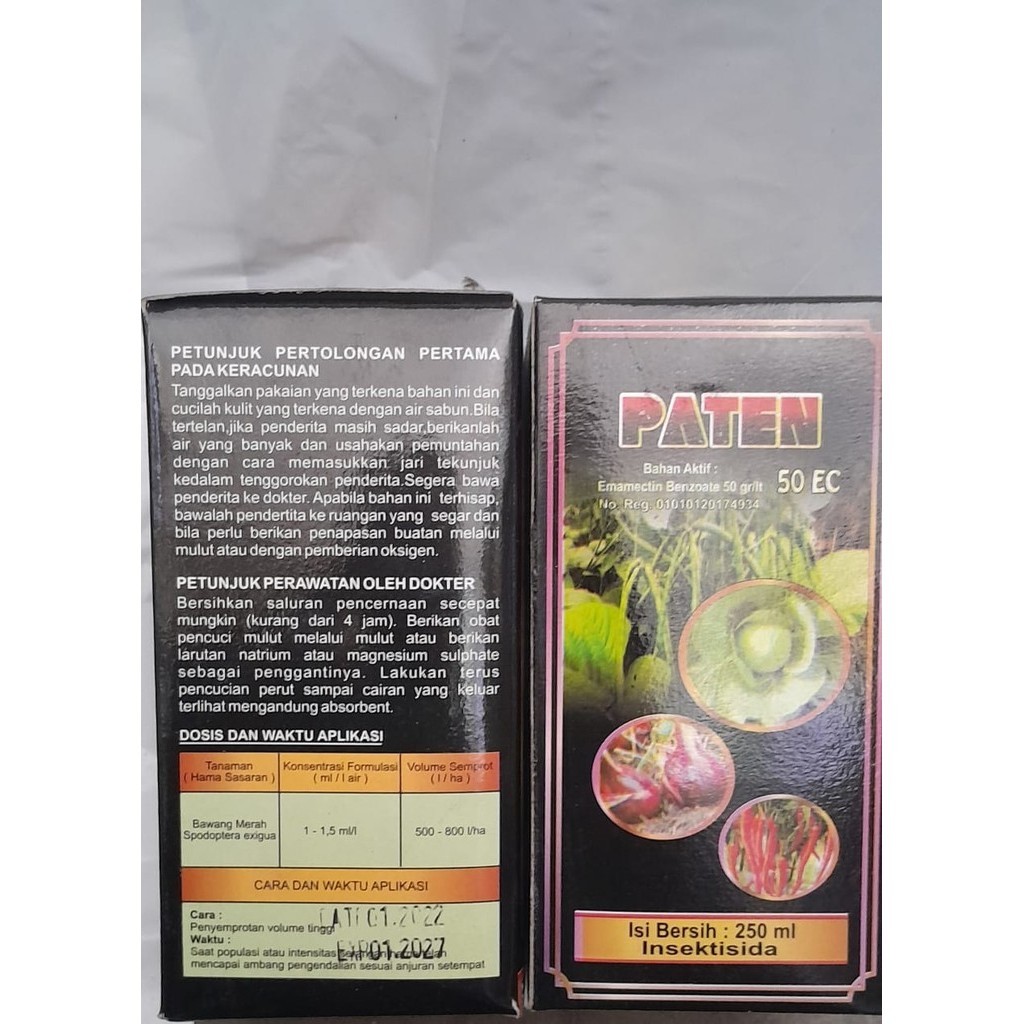 PETUNJUK PERTOLONGAN PERTAMA
PADA KERACUNAN
Tanggalkan pakaian yang terkena bahan ini dan
cucilah kulit yang terkena dengan air sabun.Bila
tertelan,jika penderita masih sadar,berikanlah
air yang banyak dan usahakan pemuntahan
dengan cara memasukkan jari tekunjuk
kedalam tenggorokan penderita.Segera bawa
penderita ke dokter. Apabila bahan ini terhisap,
bawalah pendertita ke ruangan yang segar dan
bila perlu berikan penapasan buatan melalui
mulut atau dengan pemberian oksigen.
PETUNJUK PERAWATAN OLEH DOKTER
Bersihkan saluran pencernaan secepat
mungkin (kurang dari 4 jam). Berikan obat
pencuci mulut melalui mulut atau berikan
larutan natrium atau magnesium sulphate
sebagai penggantinya. Lakukan terus
pencucian perut sampai cairan yang keluar
terlihat mengandung absorbent.
DOSIS DAN WAKTU APLIKASI
Tanaman
( Hama Sasaran )
Konsentrasi Formulasi
( ml / l air )
Volume Semprot
( l / ha )
Bawang Merah
Spodoptera exigua
1 - 1,5 ml/l
500 - 800 l/ha
CARA DAN WAKTU APLIKASI
Cara :
Penyemprotan volume tinggi
Waktu :
Saat populasi atau intensitas
mencapai ambang pengendalian sesuai anjuran setempat
01.2022
EXP 01.2027
PATEN
Bahan Aktif :
Emamectin Benzoate 50 gr/lt
50 EC
No. Reg. 01010120174934
Isi Bersih : 250 ml
Insektisida